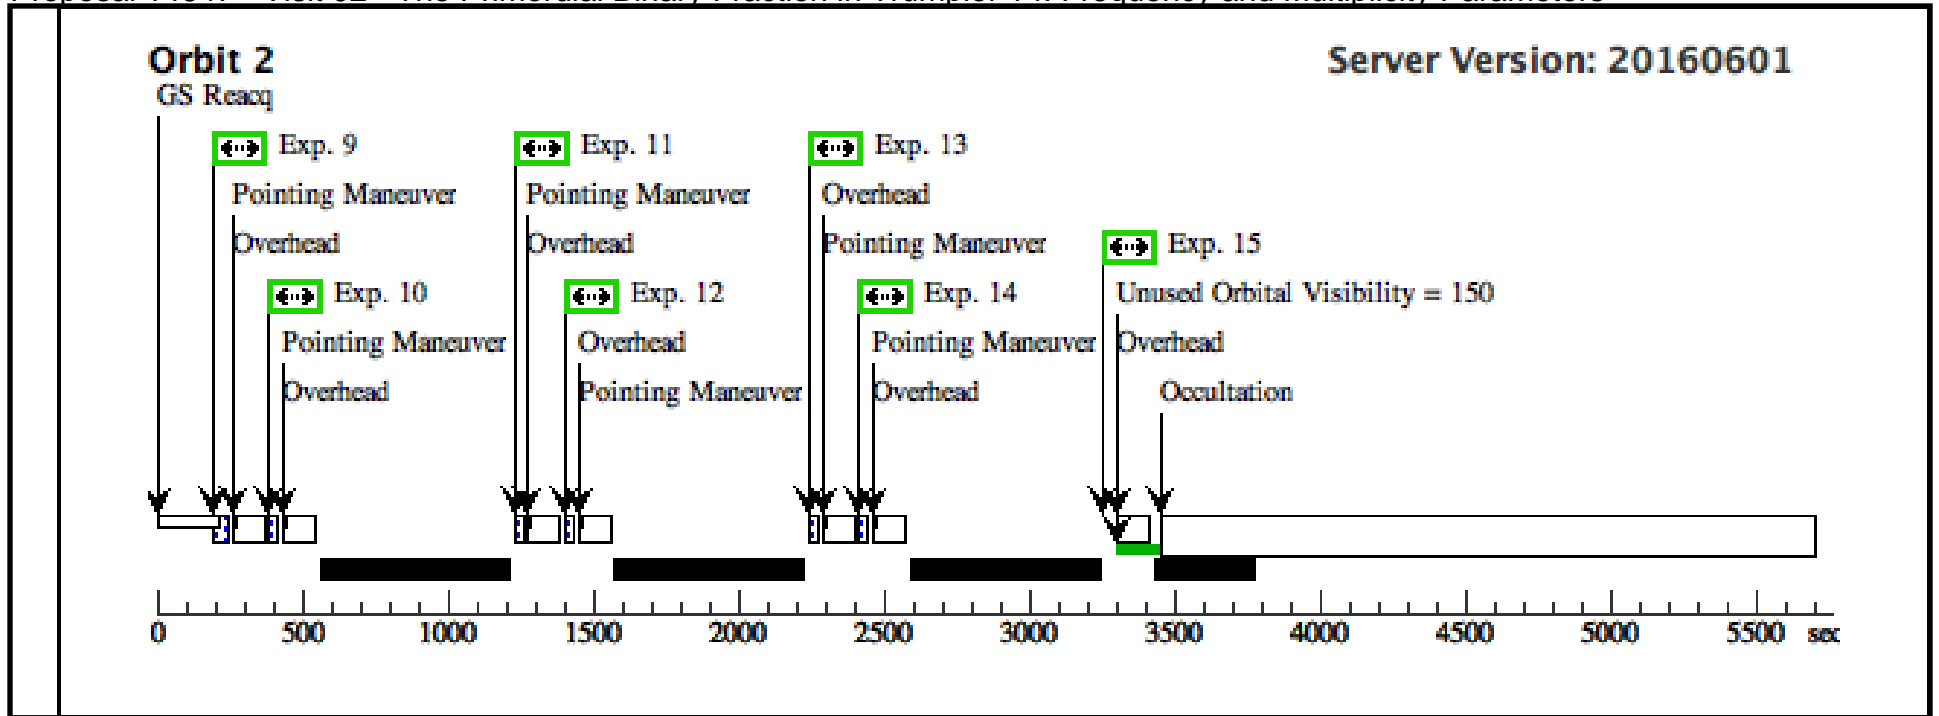 Orbit 2
Server Version: 20160601
GS Reacq
Exp. 9
Exp. 11
Exp. 13
Pointing Maneuver
Pointing Maneuver
Overhead
Overhead
Overhead
Pointing Maneuver
Exp. 15
Exp. 10
Exp. 12
Exp. 14
Unused Orbital Visibility = 150
Pointing Maneuver
Overhead
Pointing Maneuver
Overhead
Overhead
Pointing Maneuver
Overhead
Occultation
0 500 1000 1500 2000 2500 3000 3500 4000 4500 5000 5500 sec